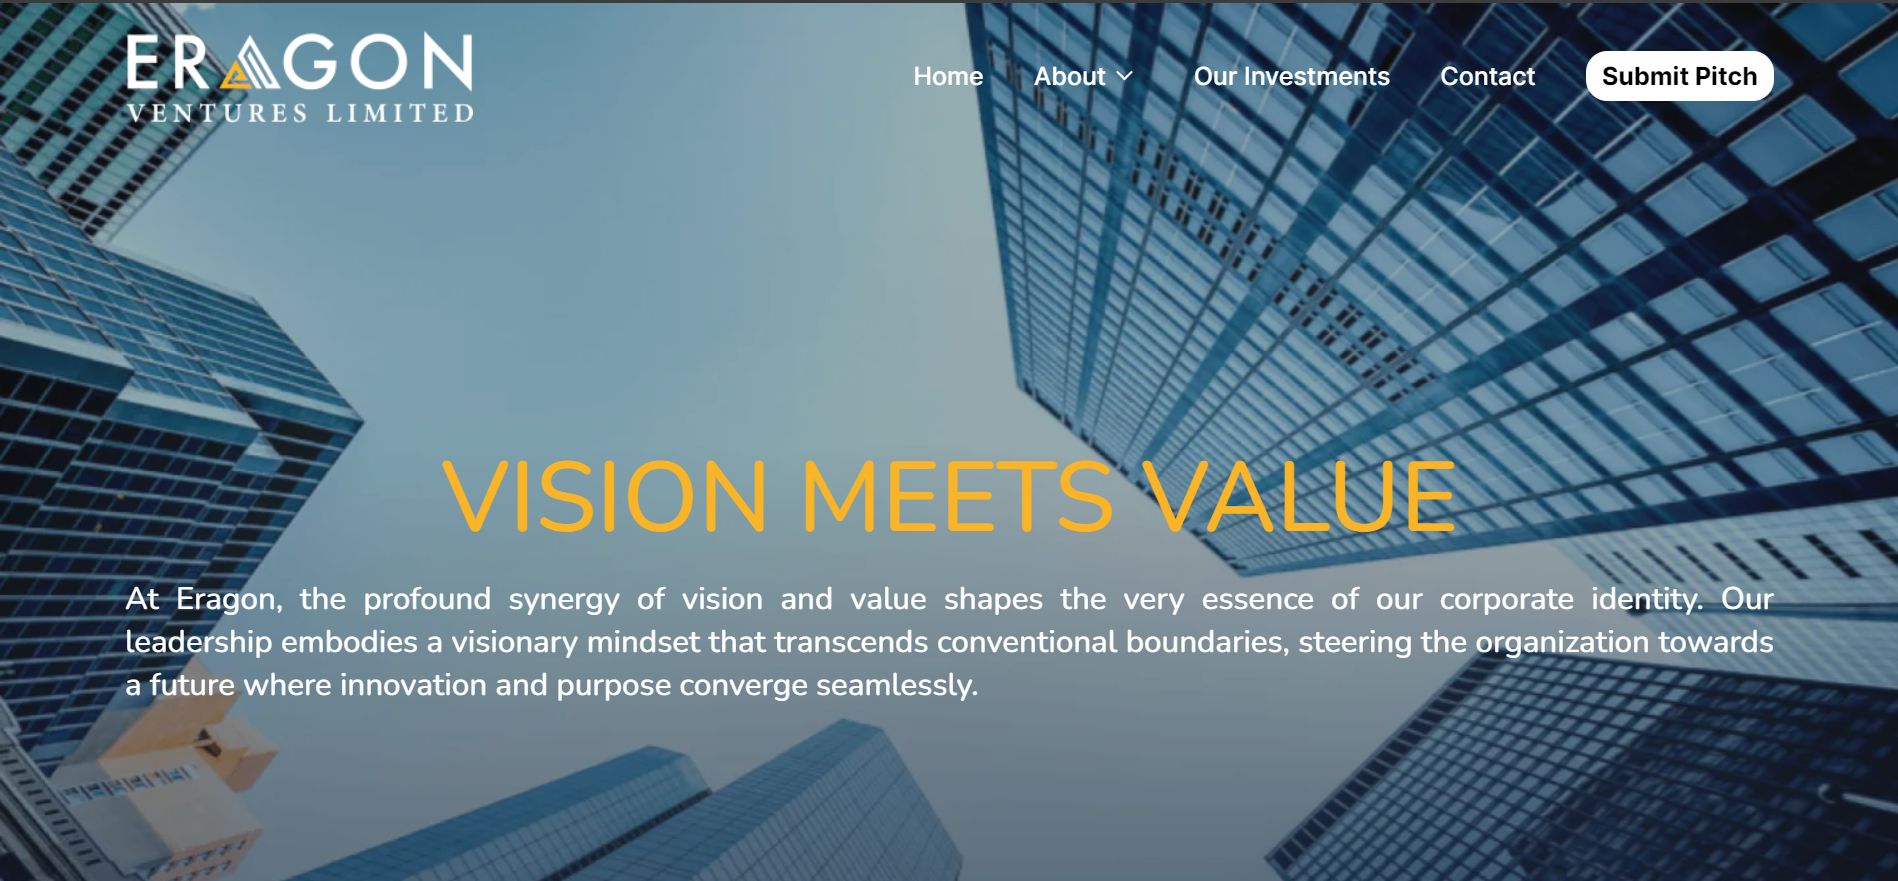 ERAGON
VENTURES LIMITED
Home
About
Our Investments
Contact
Submit Pitch
VISION MEETS VALUE
At Eragon, the profound synergy of vision and value shapes the very essence of our corporate identity. Our
leadership embodies a visionary mindset that transcends conventional boundaries, steering the organization towards
a future where innovation and purpose converge seamlessly.